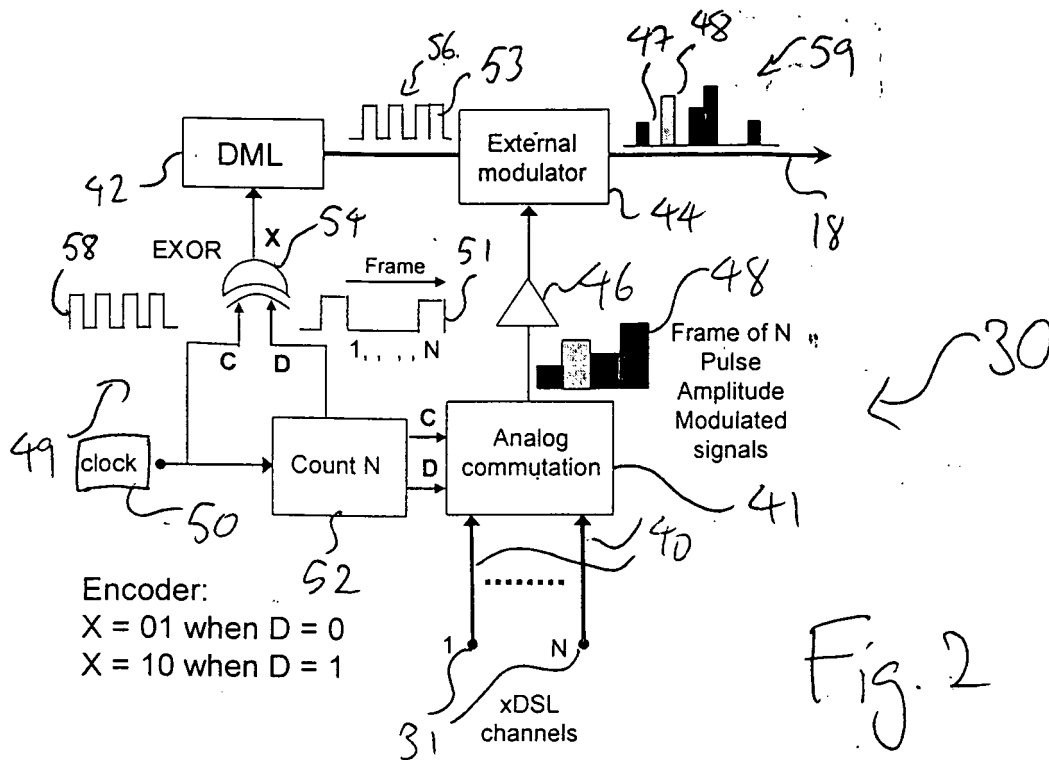 56.
53
47
48
59
DML
External modulator
42
44
18
X
54
EXOR
58
Frame
51
46
48
1, , , , N
C
D
Frame of N
Pulse
Amplitude
Modulated
signals
30
49
clock
50
Count N
52
C
D
Analog
commutation
41
40
Encoder:
X = 01 when D = 0
X = 10 when D = 1
1
N
31
xDSL
channels
Fig. 2